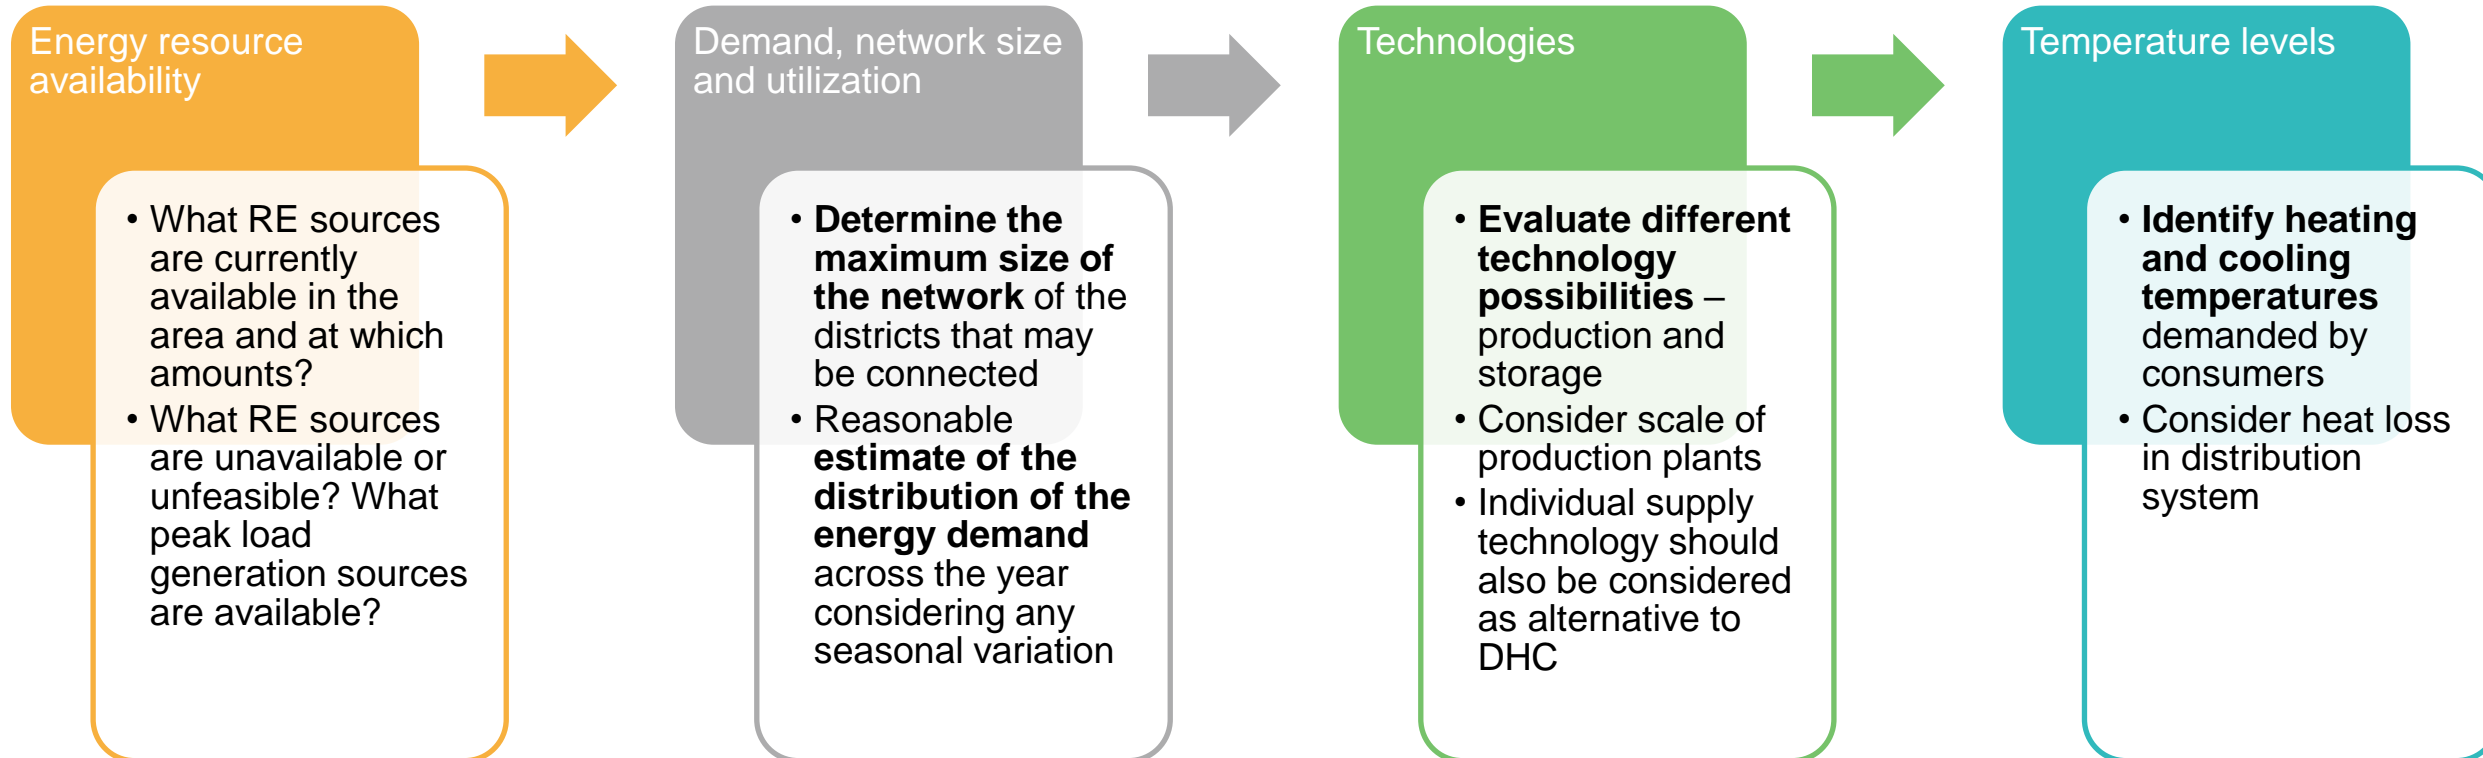 Energy resource
availability
• What RE sources
are currently
available in the
area and at which
amounts?
• What RE sources
are unavailable or
unfeasible? What
peak load
generation sources
are available?
Demand, network size
and utilization
• Determine the
maximum size of
the network of the
districts that may
be connected
• Reasonable
estimate of the
distribution of the
energy demand
across the year
considering any
seasonal variation
Technologies
• Evaluate different
technology
possibilities –
production and
storage
• Consider scale of
production plants
• Individual supply
technology should
also be considered
as alternative to
DHC
Temperature levels
• Identify heating
and cooling
temperatures
demanded by
consumers
• Consider heat loss
in distribution
system